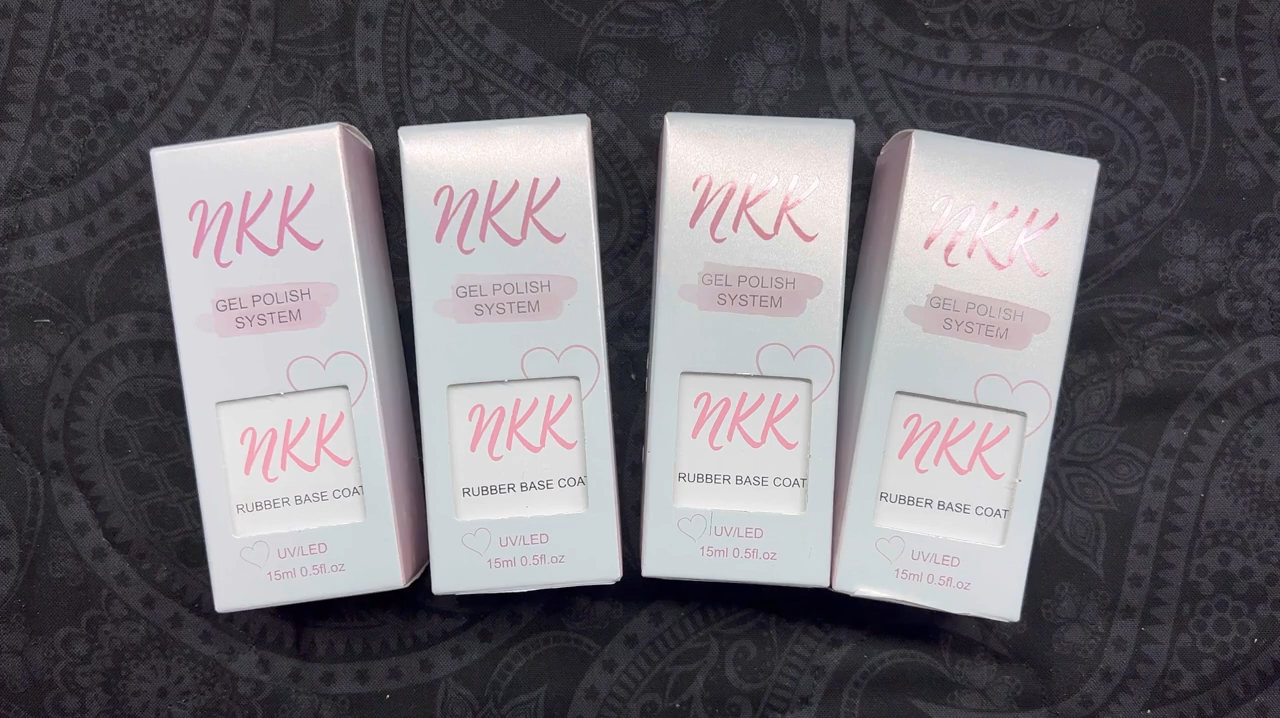 NKK
GEL POLISH
SYSTEM
NKK
RUBBER BASE COAT
UV/LED
15ml 0.5fl.oz
NKK
GEL POLISH
SYSTEM
NKK
RUBBER BASE COAT
UV/LED
15ml 0.5fl.oz
NKK
GEL POLISH
SYSTEM
NKK
RUBBER BASE COAT
UV/LED
15ml 0.5fl.oz
NKK
GEL POLISH
SYSTEM
NKK
RUBBER BASE COAT
UV/LED
15ml 0.5fl.oz